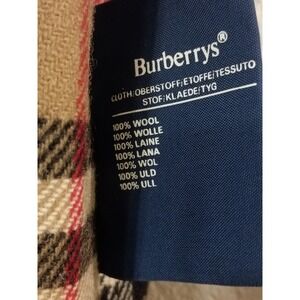 Burberrys®
CLOTH/OBERSTOFF/ETOFFE/TESSUTO
STOF/KLAEDE/TYG
100% WOOL
100% WOLLE
100% LAINE
100% LANA
100% WOL
100% ULD
100% ULL